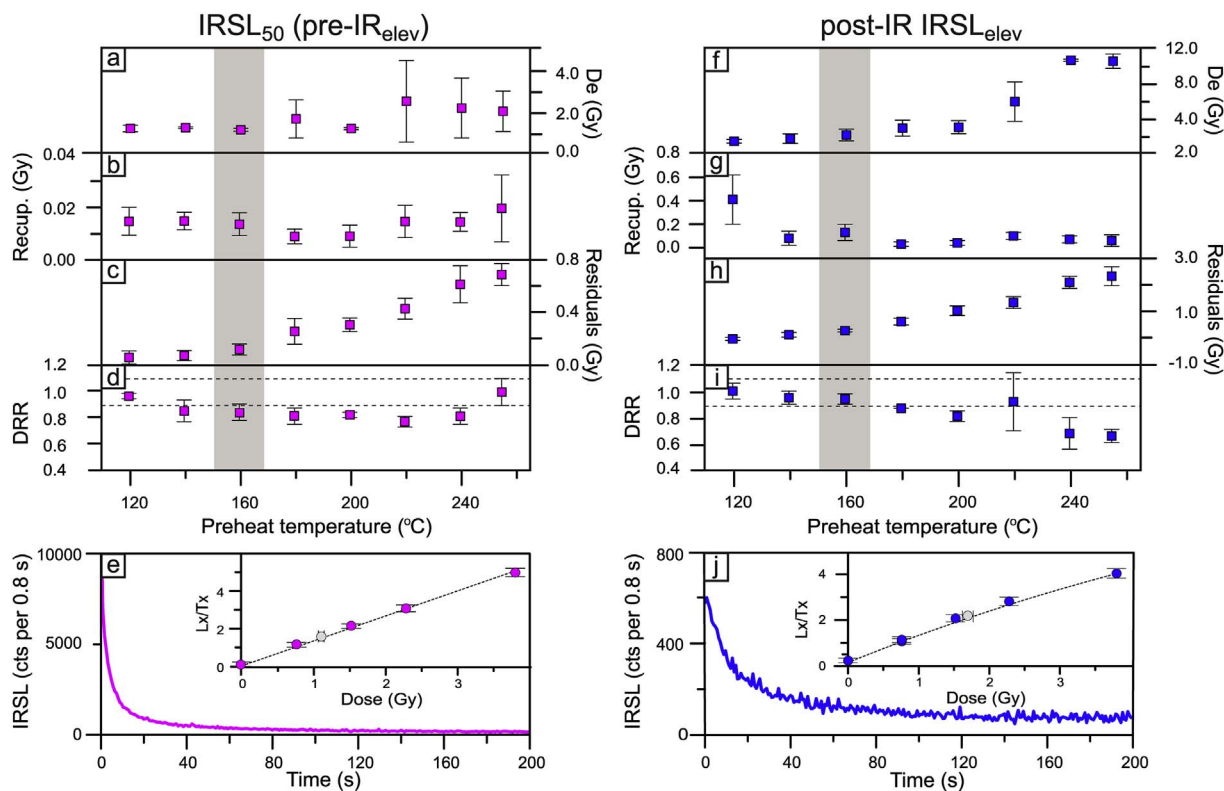 IRSL50 (pre-IRelev)
a
De (Gy)
4.0
2.0
0.0
b
Recup. (Gy)
0.04
0.02
0.00
c
Residuals (Gy)
0.8
0.4
0.0
d
DRR
1.2
1.0
0.8
0.6
0.4
120 160 200 240
Preheat temperature (ºC)
e
IRSL (cts per 0.8 s)
10000
5000
0
0 40 80 120 160 200
Time (s)
Lx/Tx
4
2
0
0 1 2 3
Dose (Gy)
post-IR IRSLelev
f
De (Gy)
12.0
8.0
4.0
2.0
g
Recup. (Gy)
0.8
0.6
0.4
0.2
0.0
h
Residuals (Gy)
3.0
1.0
-1.0
i
DRR
1.2
1.0
0.8
0.6
0.4
120 160 200 240
Preheat temperature (ºC)
j
IRSL (cts per 0.8 s)
800
400
0
0 40 80 120 160 200
Time (s)
Lx/Tx
4
2
0
0 1 2 3
Dose (Gy)